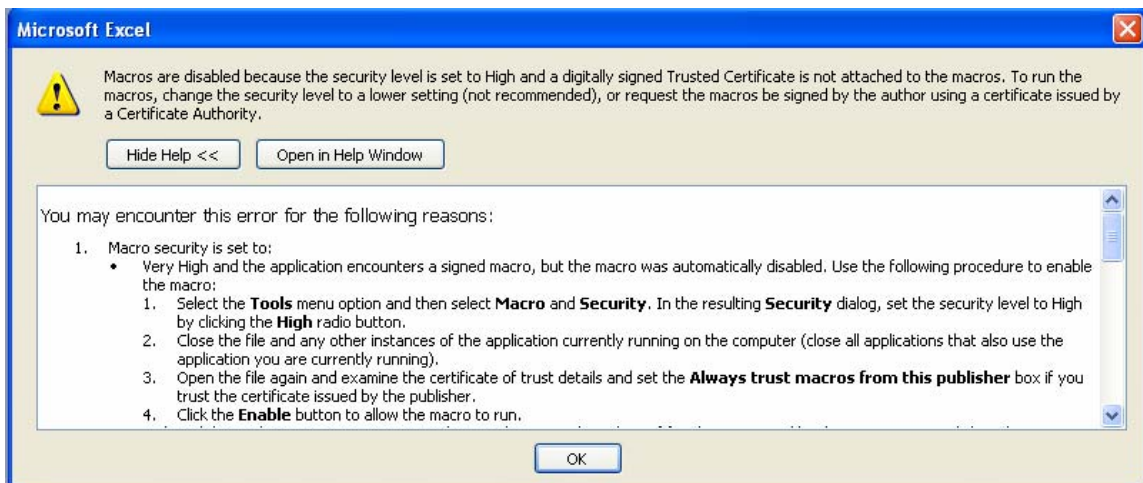 Microsoft Excel
Macros are disabled because the security level is set to High and a digitally signed Trusted Certificate is not attached to the macros. To run the
macros, change the security level to a lower setting (not recommended), or request the macros be signed by the author using a certificate issued by
a Certificate Authority.
Hide Help << Open in Help Window
You may encounter this error for the following reasons:
1. Macro security is set to:
• Very High and the application encounters a signed macro, but the macro was automatically disabled. Use the following procedure to enable
the macro:
1. Select the Tools menu option and then select Macro and Security. In the resulting Security dialog, set the security level to High
by clicking the High radio button.
2. Close the file and any other instances of the application currently running on the computer (close all applications that also use the
application you are currently running).
3. Open the file again and examine the certificate of trust details and set the Always trust macros from this publisher box if you
trust the certificate issued by the publisher.
4. Click the Enable button to allow the macro to run.
OK